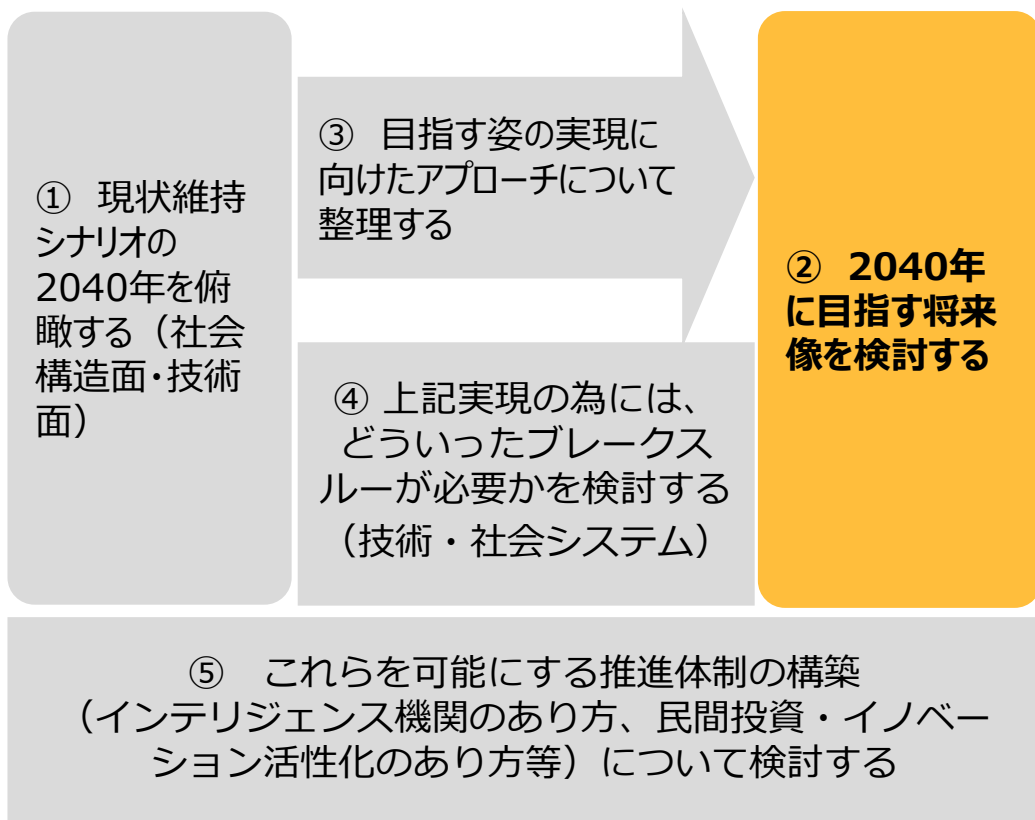 ① 現状維持
シナリオの
2040年を俯
瞰する（社会
構造面・技術
面）
③ 目指す姿の実現に
向けたアプローチについて
整理する
④ 上記実現の為には、
どういったブレークス
ルーが必要かを検討する
（技術・社会システム）
② 2040年
に目指す将来
像を検討する
⑤ これらを可能にする推進体制の構築
（インテリジェンス機関のあり方、民間投資・イノベー
ション活性化のあり方等）について検討する